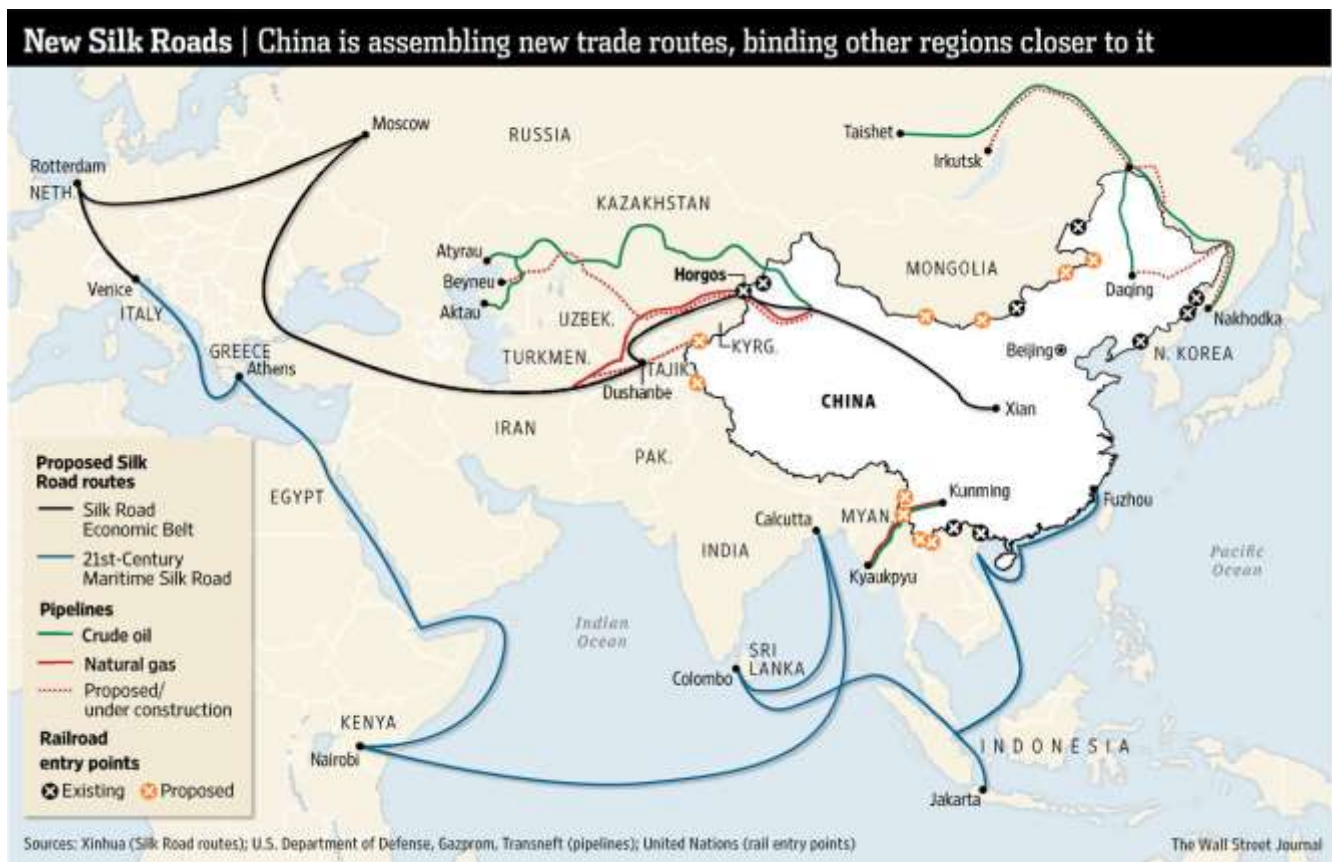 New Silk Roads | China is assembling new trade routes, binding other regions closer to it
Moscow
RUSSIA
Taishet
Irkutsk
Rotterdam
NETH.
KAZAKHSTAN
Atyrau
Beyneu
Aktau
Horgos
MONGOLIA
Daqing
Nakhodka
Venice
ITALY
UZBEK.
GREECE
Athens
TURKMEN.
KYRG.
TAJIK.
Dushanbe
Beijing
N. KOREA
CHINA
Xian
IRAN
PAK.
EGYPT
Kunming
Fuzhou
Calcutta
MYAN.
INDIA
Kyaukpyu
Pacific
Ocean
Indian
Ocean
SRI
LANKA
Colombo
KENYA
Nairobi
INDONESIA
Jakarta
Proposed Silk
Road routes
Silk Road
Economic Belt
21st-Century
Maritime Silk Road
Pipelines
Crude oil
Natural gas
Proposed/
under construction
Railroad
entry points
Existing Proposed
Sources: Xinhua (Silk Road routes); U.S. Department of Defense, Gazprom, Transneft (pipelines); United Nations (rail entry points)
The Wall Street Journal